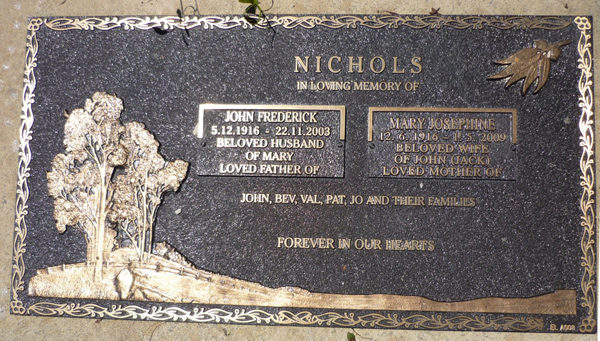 NICHOLS
IN LOVING MEMORY OF
JOHN FREDERICK
5.12.1916 - 22.11.2003
BELOVED HUSBAND
OF MARY
LOVED FATHER OF
MARY JOSEPHINE
12.6.1916 - 1.5.2009
BELOVED WIFE
OF JOHN (JACK)
LOVED MOTHER OF
JOHN, BEV, VAL, PAT, JO AND THEIR FAMILIES
FOREVER IN OUR HEARTS